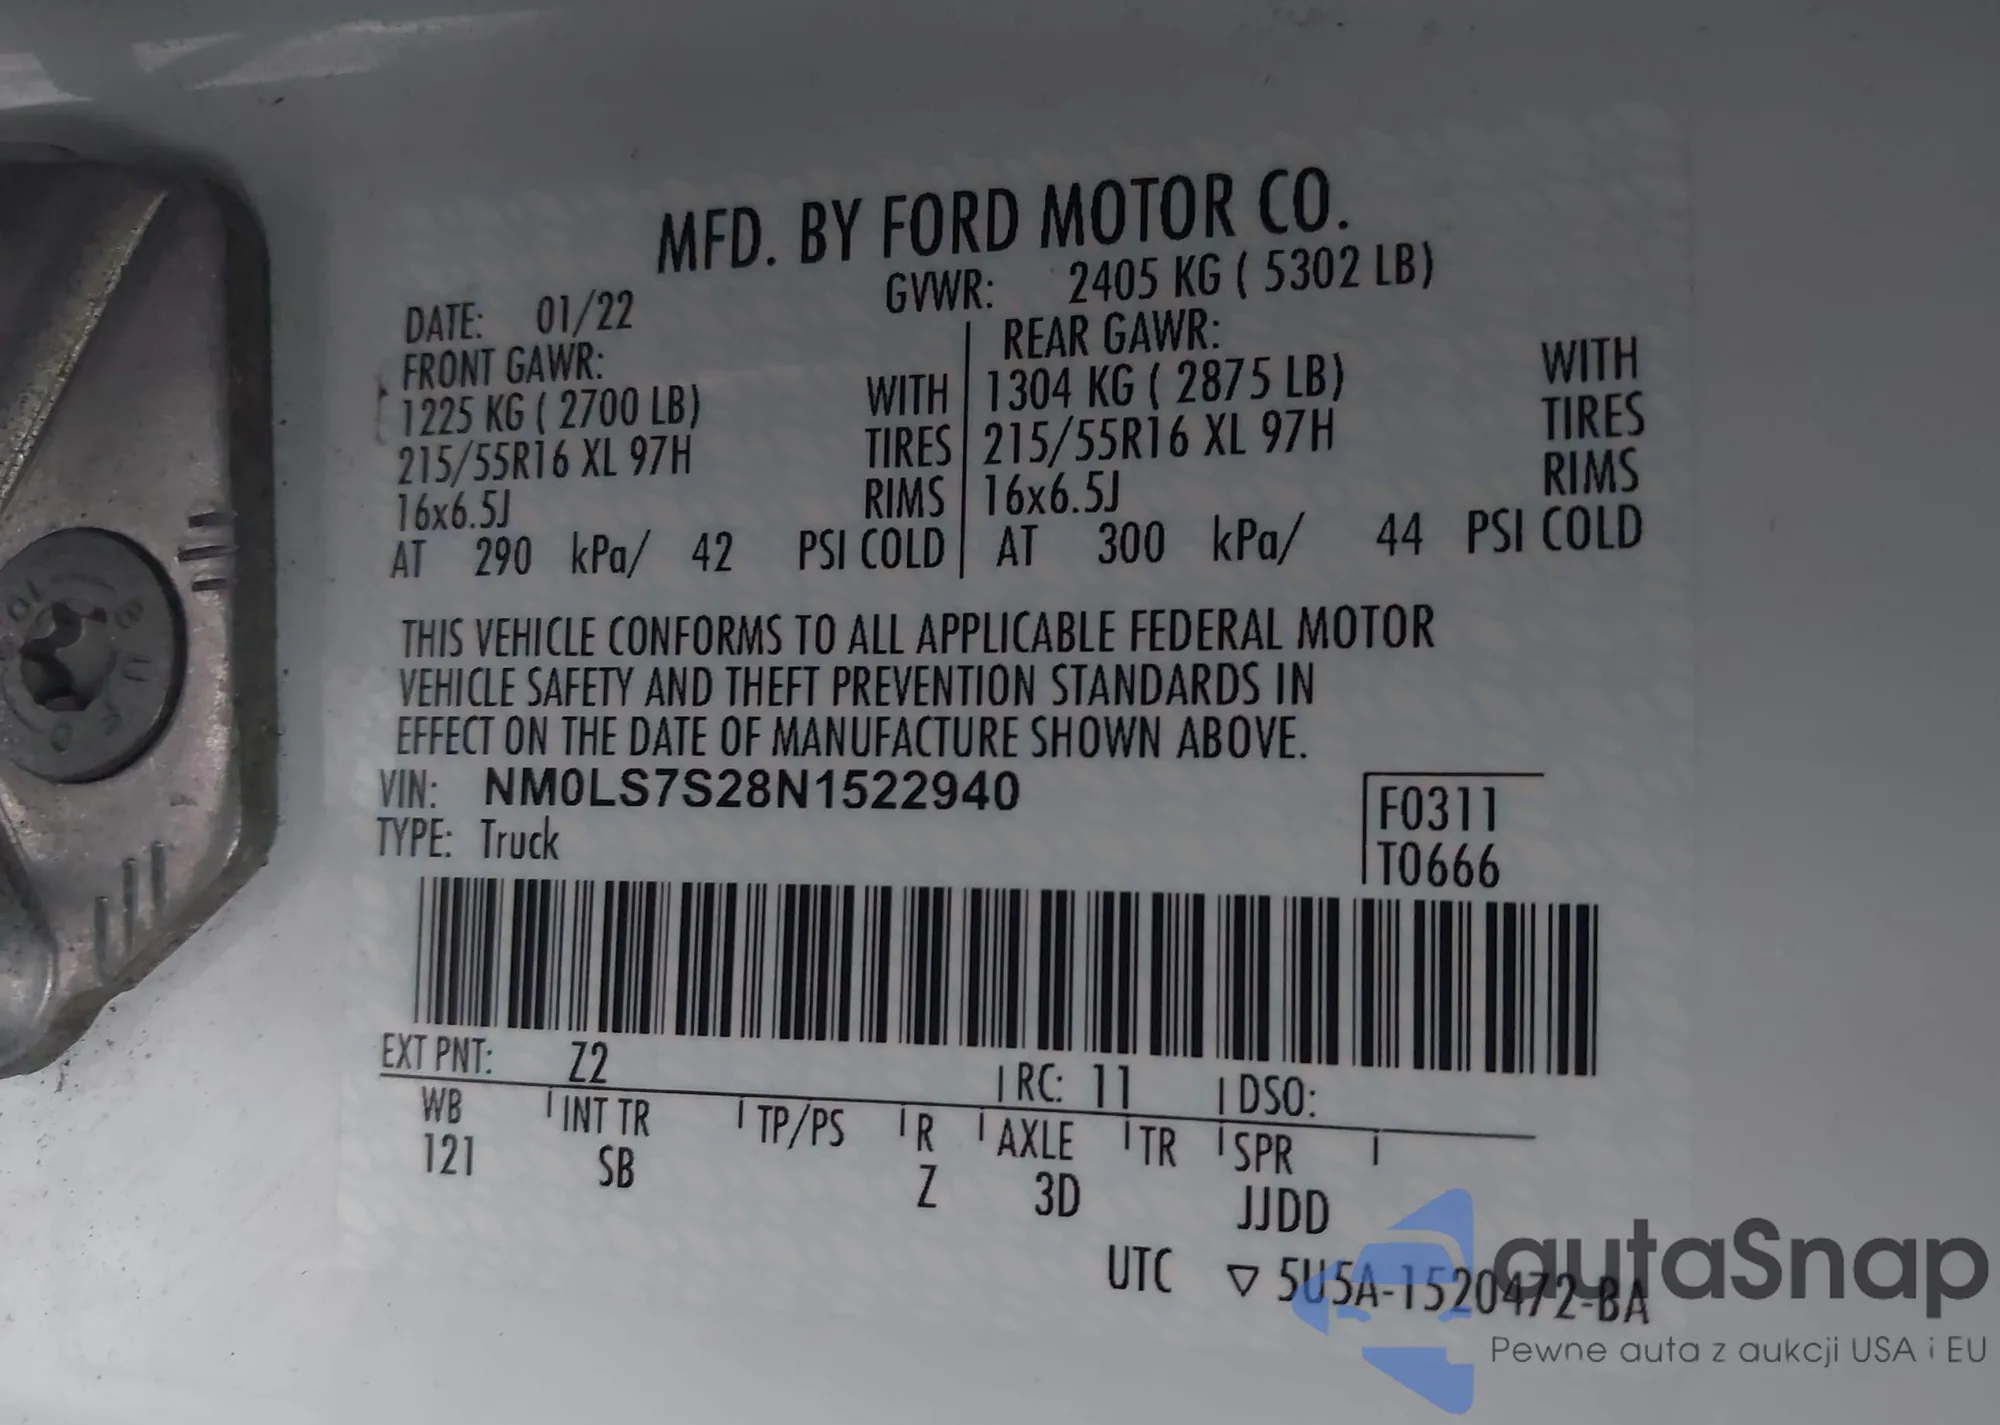 MFD. BY FORD MOTOR CO.
DATE: 01/22 GVWR: 2405 KG ( 5302 LB)
FRONT GAWR: REAR GAWR:
1225 KG ( 2700 LB) WITH 1304 KG ( 2875 LB) WITH
215/55R16 XL 97H TIRES 215/55R16 XL 97H TIRES
16x6.5J RIMS 16x6.5J RIMS
AT 290 kPa/ 42 PSI COLD AT 300 kPa/ 44 PSI COLD
THIS VEHICLE CONFORMS TO ALL APPLICABLE FEDERAL MOTOR
VEHICLE SAFETY AND THEFT PREVENTION STANDARDS IN
EFFECT ON THE DATE OF MANUFACTURE SHOWN ABOVE.
VIN: NM0LS7S28N1522940
TYPE: Truck
F0311
T0666
EXT PNT: Z2 RC: 11 DSO:
WB INT TR TP/PS R AXLE TR SPR
121 SB Z 3D JJDD
UTC ▽ 5U5A-1520472-BA
autaSnap
Pewne auta z aukcji USA i EU